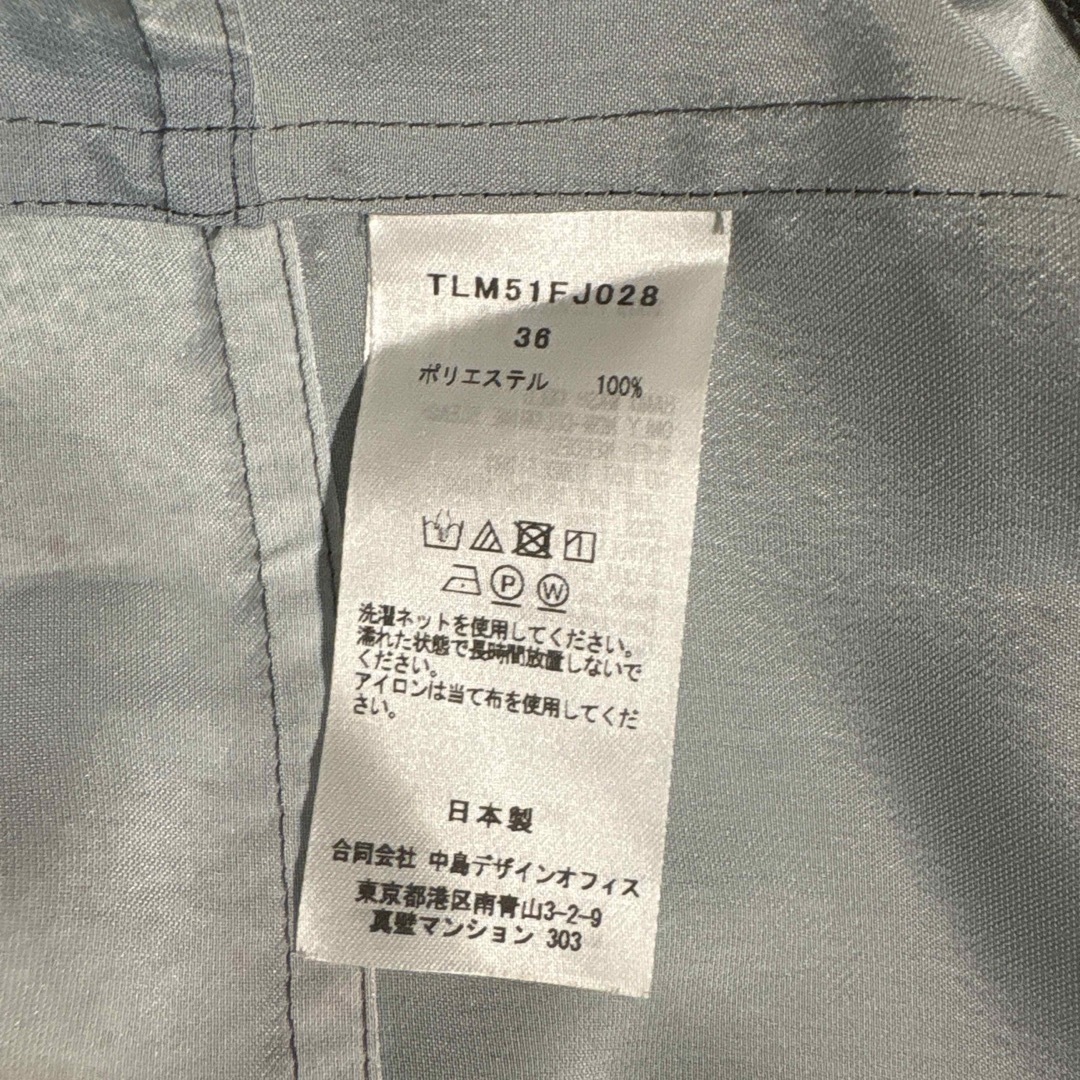 TLM51FJ028
36
ポリエステル 100%
P W
洗濯ネットを使用してください。
濡れた状態で長時間放置しないで
ください。
アイロンは当て布を使用してくだ
さい。
日本製
合同会社 中島デザインオフィス
東京都港区南青山3-2-9
真壁マンション 303